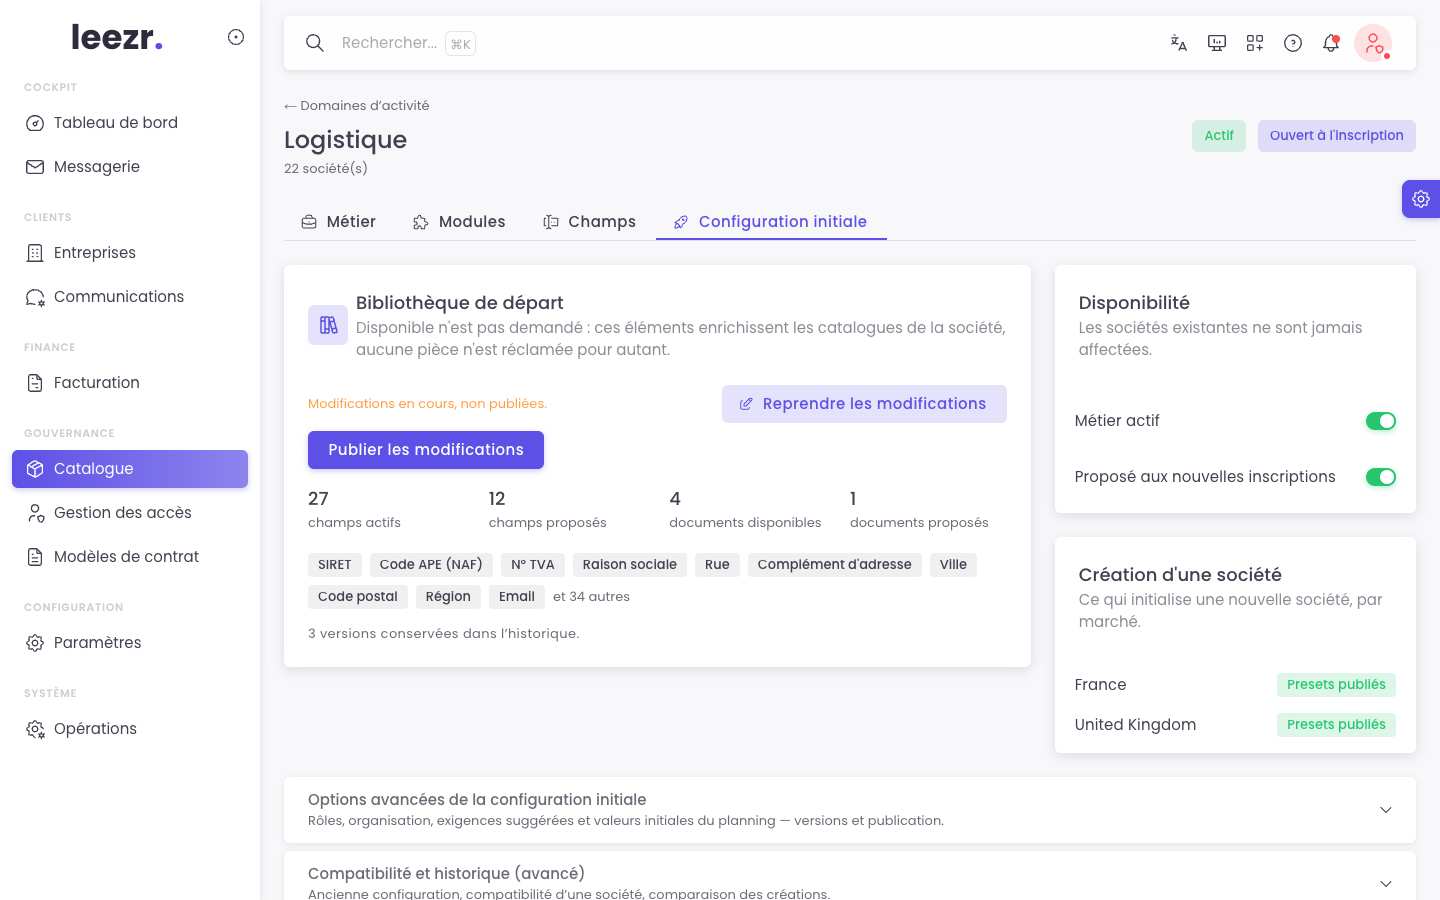 leezr.
COCKPIT
Tableau de bord
Messagerie
CLIENTS
Entreprises
Communications
FINANCE
Facturation
GOUVERNANCE
Catalogue
Gestion des accès
Modèles de contrat
CONFIGURATION
Paramètres
SYSTÈME
Opérations
Rechercher... ⌘K
← Domaines d'activité
Logistique
22 société(s)
Actif
Ouvert à l'inscription
Métier
Modules
Champs
Configuration initiale
Bibliothèque de départ
Disponible n'est pas demandé : ces éléments enrichissent les catalogues de la société,
aucune pièce n'est réclamée pour autant.
Modifications en cours, non publiées.
Reprendre les modifications
Publier les modifications
27
champs actifs
12
champs proposés
4
documents disponibles
1
documents proposés
SIRET
Code APE (NAF)
N° TVA
Raison sociale
Rue
Complément d'adresse
Ville
Code postal
Région
Email
et 34 autres
3 versions conservées dans l'historique.
Disponibilité
Les sociétés existantes ne sont jamais
affectées.
Métier actif
Proposé aux nouvelles inscriptions
Création d'une société
Ce qui initialise une nouvelle société, par
marché.
France
Presets publiés
United Kingdom
Presets publiés
Options avancées de la configuration initiale
Rôles, organisation, exigences suggérées et valeurs initiales du planning — versions et publication.
Compatibilité et historique (avancé)
Ancienne configuration, compatibilité d'une société, comparaison des créations.